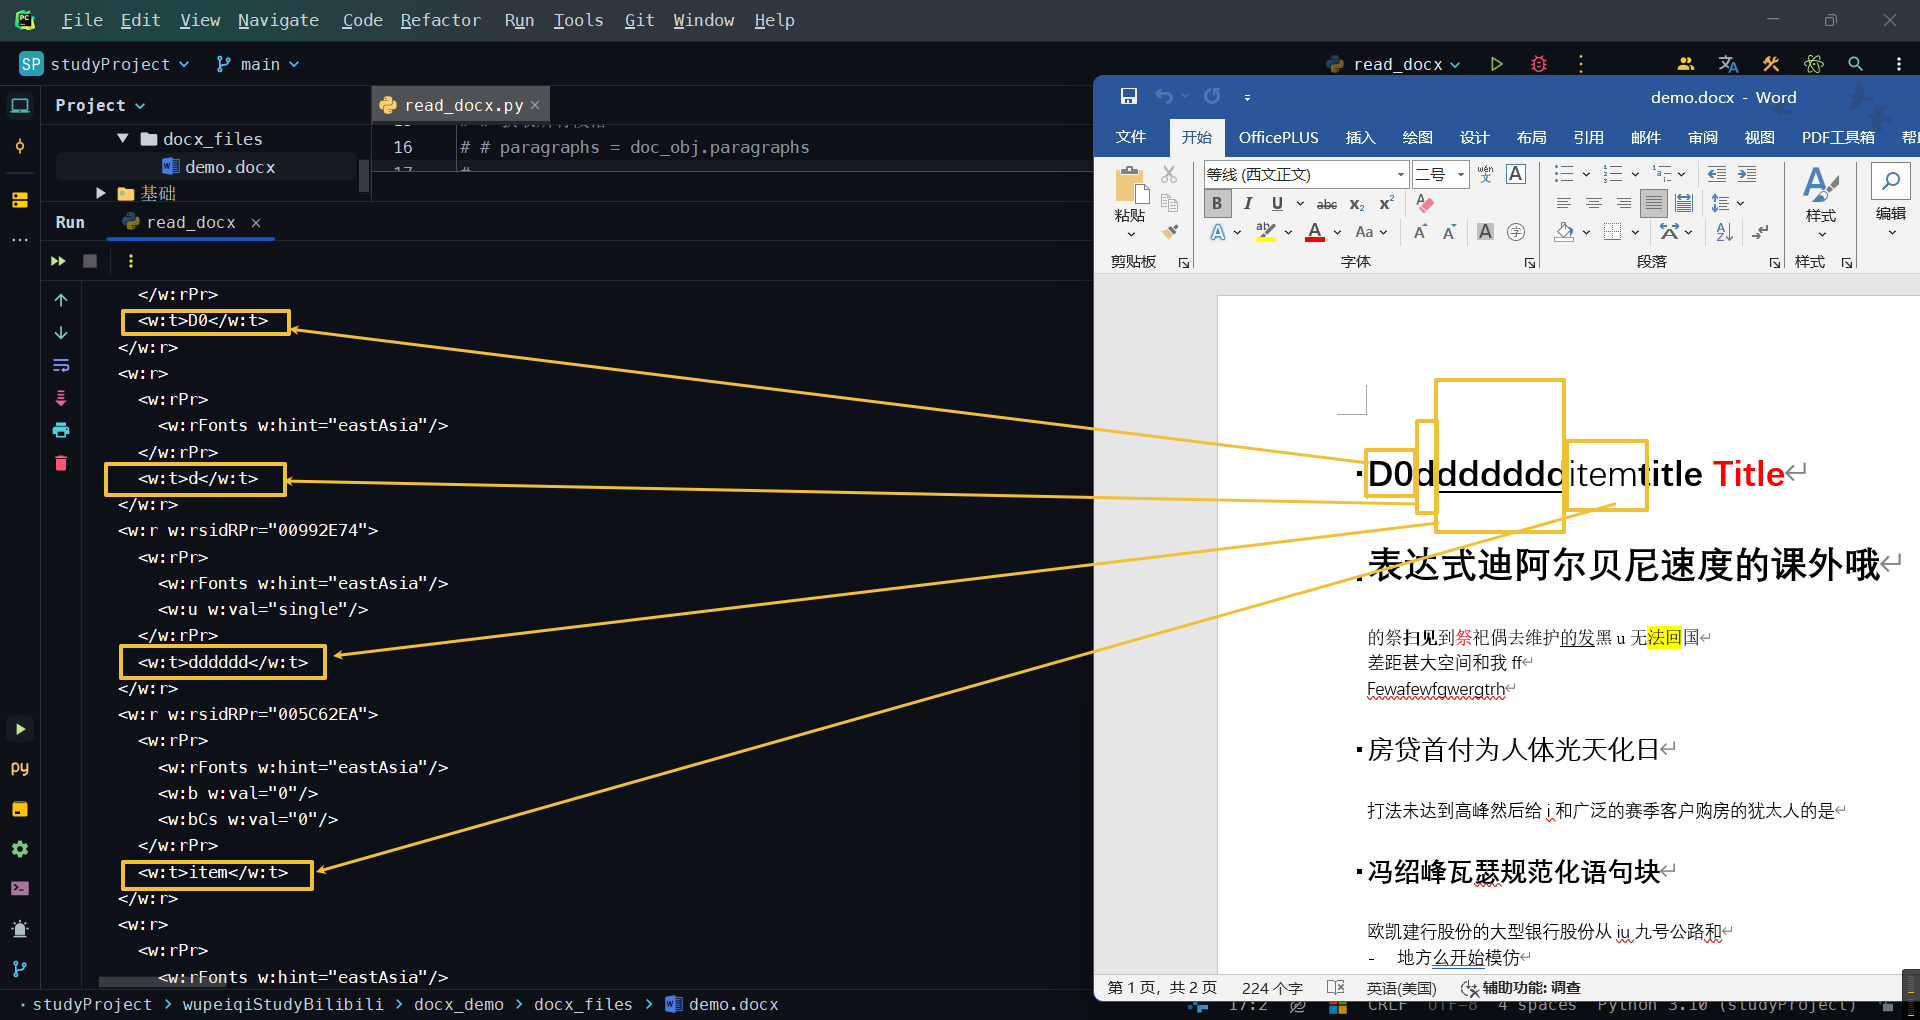 File Edit View Navigate Code Refactor Run Tools Git Window Help
SP studyProject main
read_docx
Project
read_docx.py
docx_files
demo.docx
基础
16 # # paragraphs = doc_obj.paragraphs
17 #
Run read_docx
</w:rPr>
<w:t>D0</w:t>
</w:r>
<w:r>
<w:rPr>
<w:rFonts w:hint="eastAsia"/>
</w:rPr>
<w:t>d</w:t>
</w:r>
<w:r w:rsidRPr="00992E74">
<w:rPr>
<w:rFonts w:hint="eastAsia"/>
<w:u w:val="single"/>
</w:rPr>
<w:t>dddddd</w:t>
</w:r>
<w:r w:rsidRPr="005C62EA">
<w:rPr>
<w:rFonts w:hint="eastAsia"/>
<w:b w:val="0"/>
<w:bCs w:val="0"/>
</w:rPr>
<w:t>item</w:t>
</w:r>
<w:r>
<w:rPr>
<w:rFonts w:hint="eastAsia"/>
demo.docx - Word
文件 开始 OfficePLUS 插入 绘图 设计 布局 引用 邮件 审阅 视图 PDF工具箱
粘贴
等线 (西文正文) 二号 wén 文 A
B I U abc x₂ x²
A aby A Aa A A A 字
样式
编辑
剪贴板 字体 段落 样式
D0dddddddditemtitle Title
表达式迪阿尔贝尼速度的课外哦
的祭扫见到祭祀偶去维护的发黑 u 无法回国
差距甚大空间和我 ff
Fewafewfgwergtrh
房贷首付为人体光天化日
打法未达到高峰然后给 i 和广泛的赛季客户购房的犹太人的是
冯绍峰瓦瑟规范化语句块
欧凯建行股份的大型银行股份从 iu 九号公路和
- 地方么开始模仿
第 1 页，共 2 页 224 个字 英语(美国) 辅助功能: 调查
studyProject > wupeiqiStudyBilibili > docx_demo > docx_files > demo.docx
17:2 CRLF UTF-8 4 spaces Python 3.10 (studyProject)